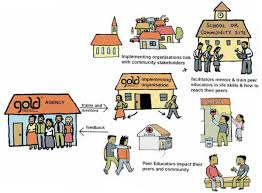 SCHOOL OR
COMMUNITY SITE
Implementing organisations link
with community stakeholders
facilitators mentor & train peer
educators in life skills & how to
reach their peers
gold
implementing
organisation
gold
AGENCY
trains and
mentors
feedback
Peer Educators impact their
peers and community